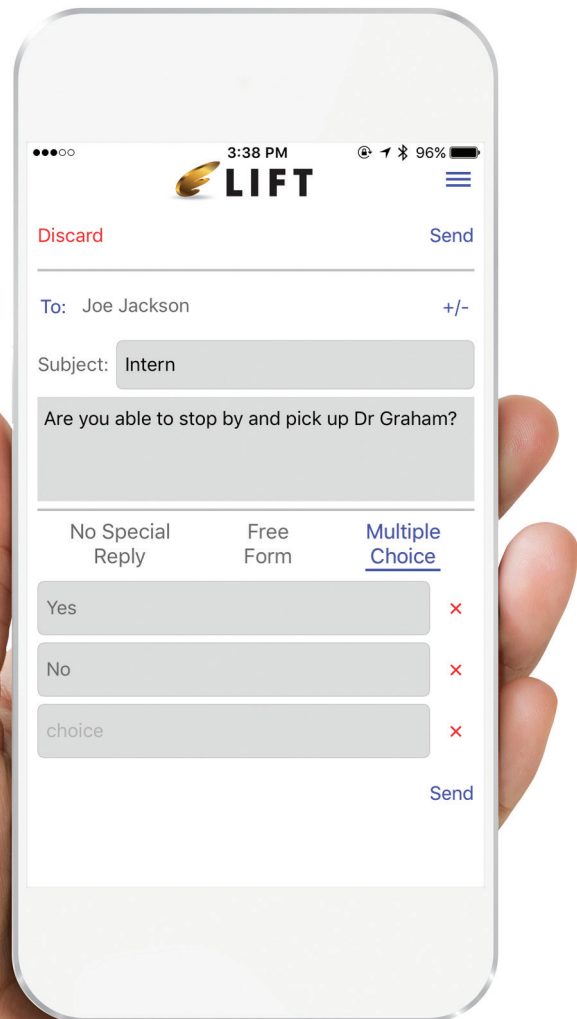 3:38 PM 96%
LIFT
Discard Send
To: Joe Jackson +/-
Subject: Intern
Are you able to stop by and pick up Dr Graham?
No Special Free Multiple
Reply Form Choice
Yes ×
No ×
choice ×
Send